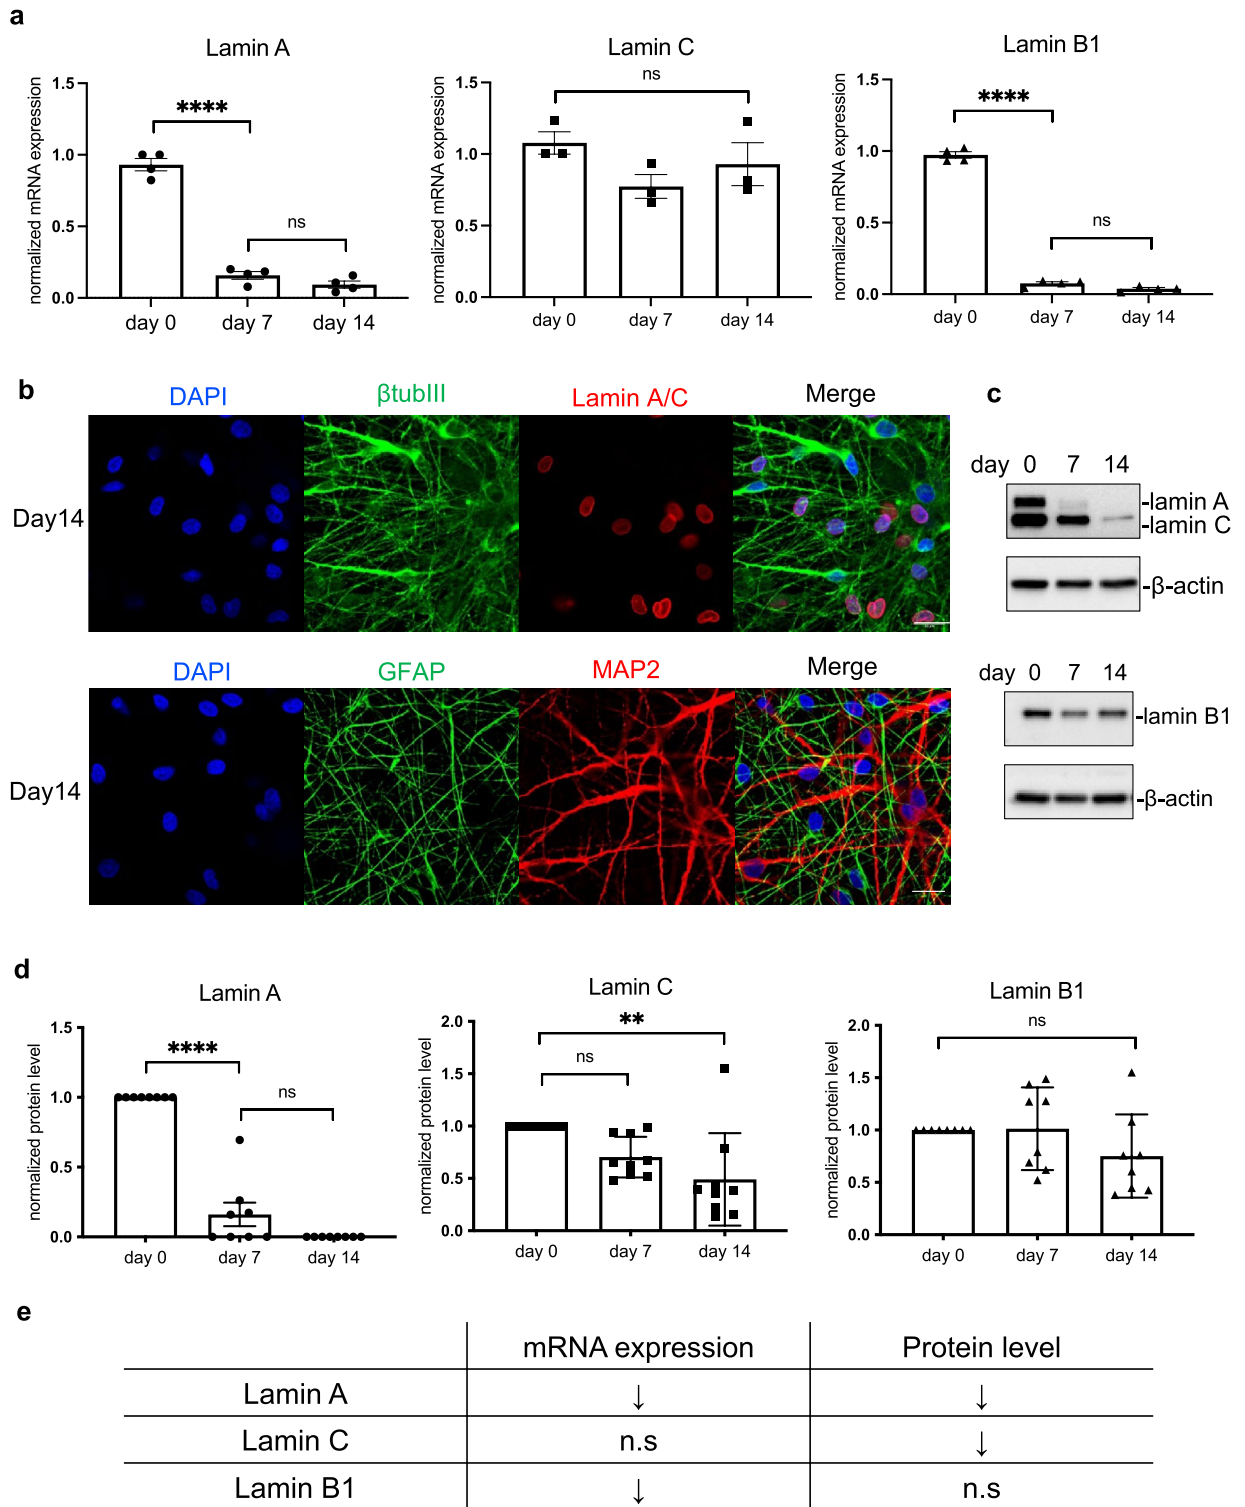 a
Lamin A
Lamin C
Lamin B1
normalized mRNA expression
1.5
1.0
0.5
0.0
****
ns
day 0 day 7 day 14
normalized mRNA expression
1.5
1.0
0.5
0.0
ns
day 0 day 7 day 14
normalized mRNA expression
1.5
1.0
0.5
0.0
****
ns
day 0 day 7 day 14
b
DAPI βtubIII Lamin A/C Merge
Day14
DAPI GFAP MAP2 Merge
Day14
c
day 0 7 14
-lamin A
-lamin C
-β-actin
day 0 7 14
-lamin B1
-β-actin
d
Lamin A
normalized protein level
1.5
1.0
0.5
0.0
****
ns
day 0 day 7 day 14
Lamin C
normalized protein level
2.0
1.5
1.0
0.5
0.0
**
ns
day 0 day 7 day 14
Lamin B1
normalized protein level
2.0
1.5
1.0
0.5
0.0
ns
day 0 day 7 day 14
e
mRNA expression Protein level
Lamin A ↓ ↓
Lamin C n.s ↓
Lamin B1 ↓ n.s